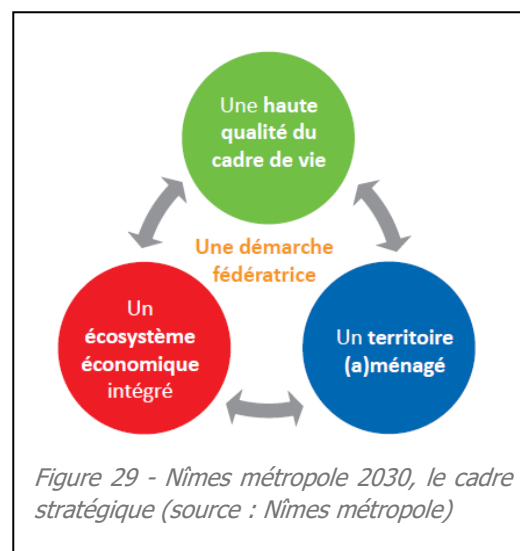 Une haute
qualité du
cadre de vie
Une démarche
fédératrice
Un
écosystème
économique
intégré
Un territoire
(a)ménagé
Figure 29 - Nîmes métropole 2030, le cadre
stratégique (source : Nîmes métropole)